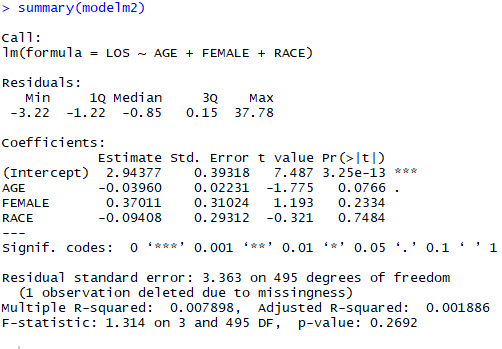 > summary(modelm2)
Call:
lm(formula = LOS ~ AGE + FEMALE + RACE)
Residuals:
Min 1Q Median 3Q Max
-3.22 -1.22 -0.85 0.15 37.78
Coefficients:
Estimate Std. Error t value Pr(>|t|)
(Intercept) 2.94377 0.39318 7.487 3.25e-13 ***
AGE -0.03960 0.02231 -1.775 0.0766 .
FEMALE 0.37011 0.31024 1.193 0.2334
RACE -0.09408 0.29312 -0.321 0.7484
---
Signif. codes: 0 ‘***’ 0.001 ‘**’ 0.01 ‘*’ 0.05 ‘.’ 0.1 ‘ ’ 1
Residual standard error: 3.363 on 495 degrees of freedom
(1 observation deleted due to missingness)
Multiple R-squared: 0.007898, Adjusted R-squared: 0.001886
F-statistic: 1.314 on 3 and 495 DF, p-value: 0.2692